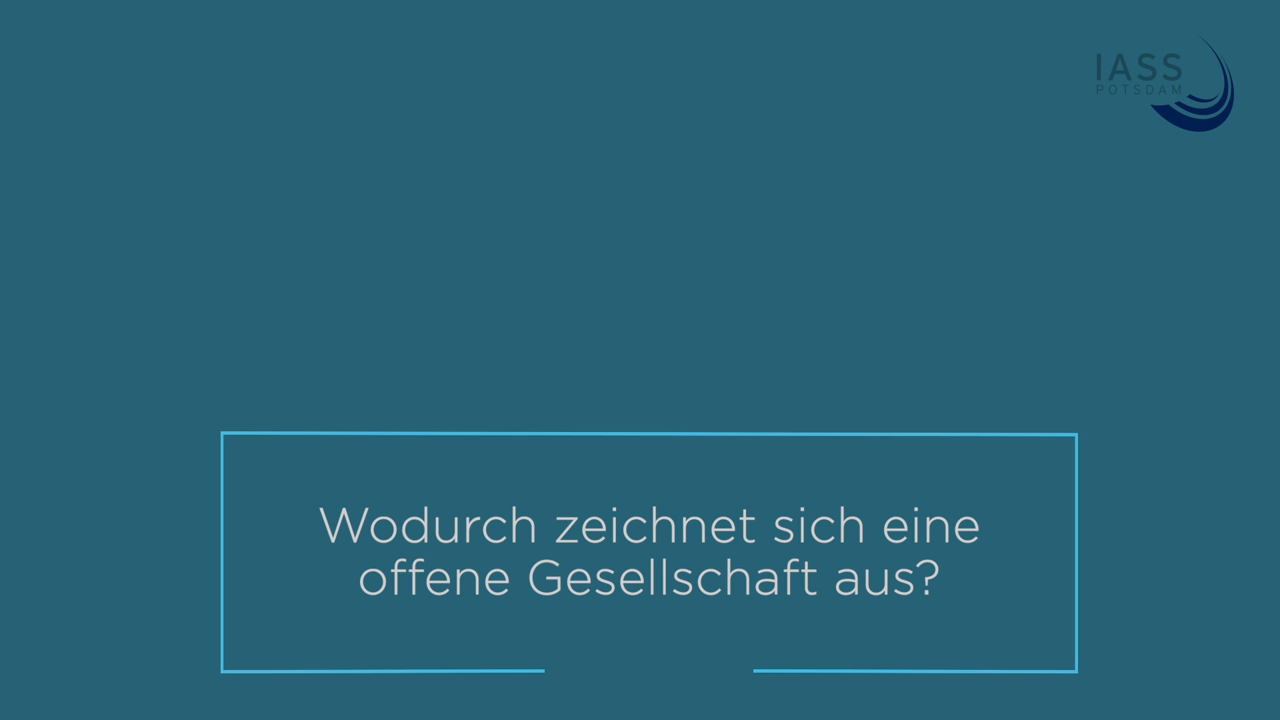 IASS
POTSDAM
Wodurch zeichnet sich eine
offene Gesellschaft aus?